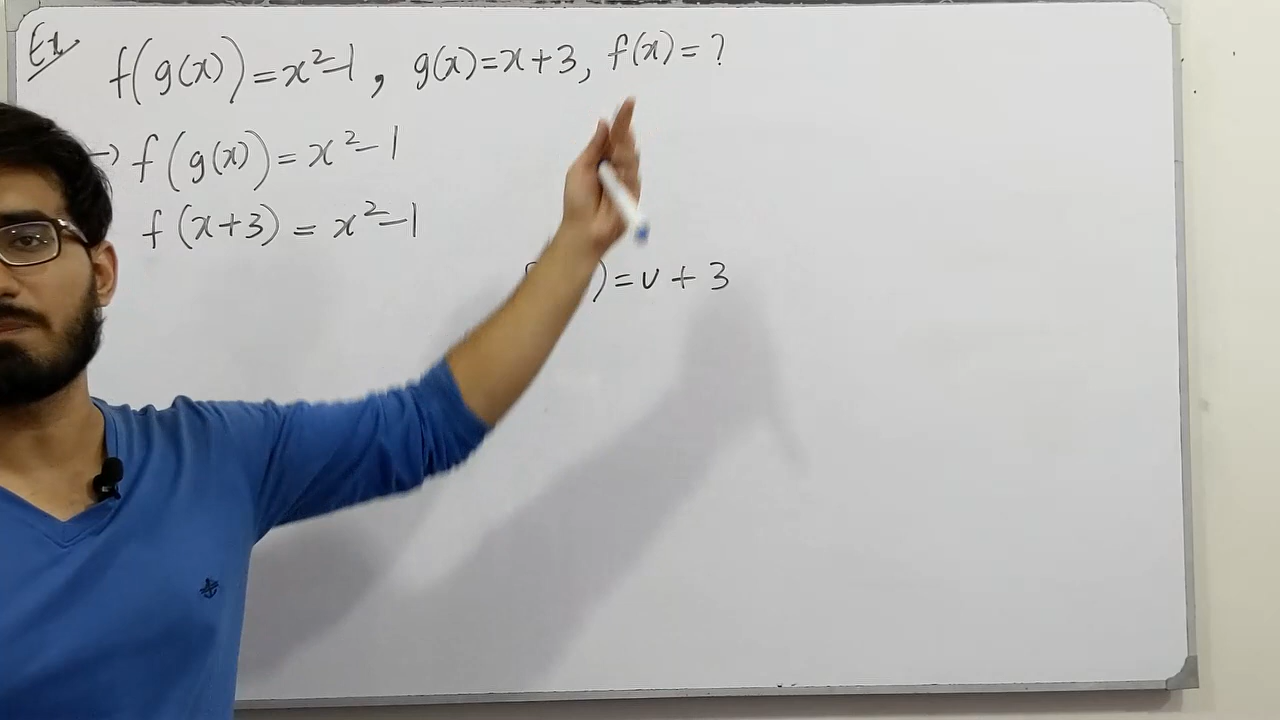 Ex f(g(x)) = x²-1, g(x)=x+3, f(x)=?
→ f(g(x)) = x²-1
f(x+3) = x²-1
) = υ + 3